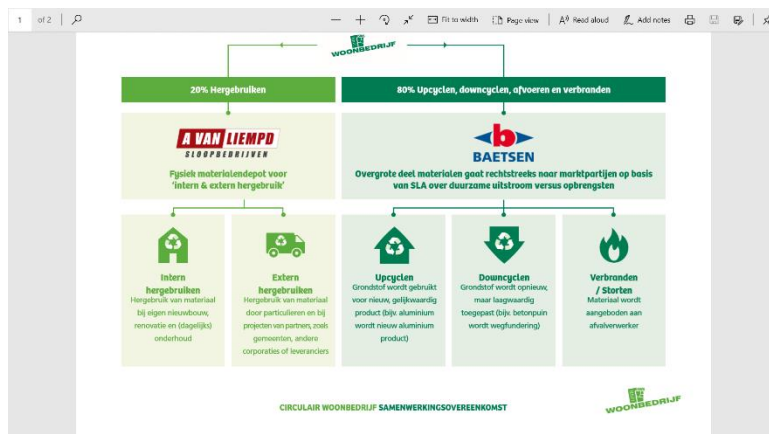 1 of 2
Fit to width
Page view
Read aloud
Add notes
WOONBEDRIJF
20% Hergebruiken
80% Upcyclen, downcyclen, afvoeren en verbranden
A VAN LIEMPD
SLOOPBEDRIJVEN
Fysiek materialendepot voor
'intern & extern hergebruik'
b
BAETSEN
Overgrote deel materialen gaat rechtstreeks naar marktpartijen op basis
van SLA over duurzame uitstroom versus opbrengsten
Intern
hergebruiken
Hergebruik van materiaal
bij eigen nieuwbouw,
renovatie en (dagelijks)
onderhoud
Extern
hergebruiken
Hergebruik van materiaal
door particulieren en bij
projecten van partners, zoals
gemeenten, andere
corporaties of leveranciers
Upcyclen
Grondstof wordt gebruikt
voor nieuw, gelijkwaardig
product (bijv. aluminium
wordt nieuw aluminium
product)
Downcyclen
Grondstof wordt opnieuw,
maar laagwaardig
toegepast (bijv. betonpuin
wordt wegfundering)
Verbranden
/ Storten
Materiaal wordt
aangeboden aan
afvalverwerker
CIRCULAIR WOONBEDRIJF SAMENWERKINGSOVEREENKOMST
WOONBEDRIJF